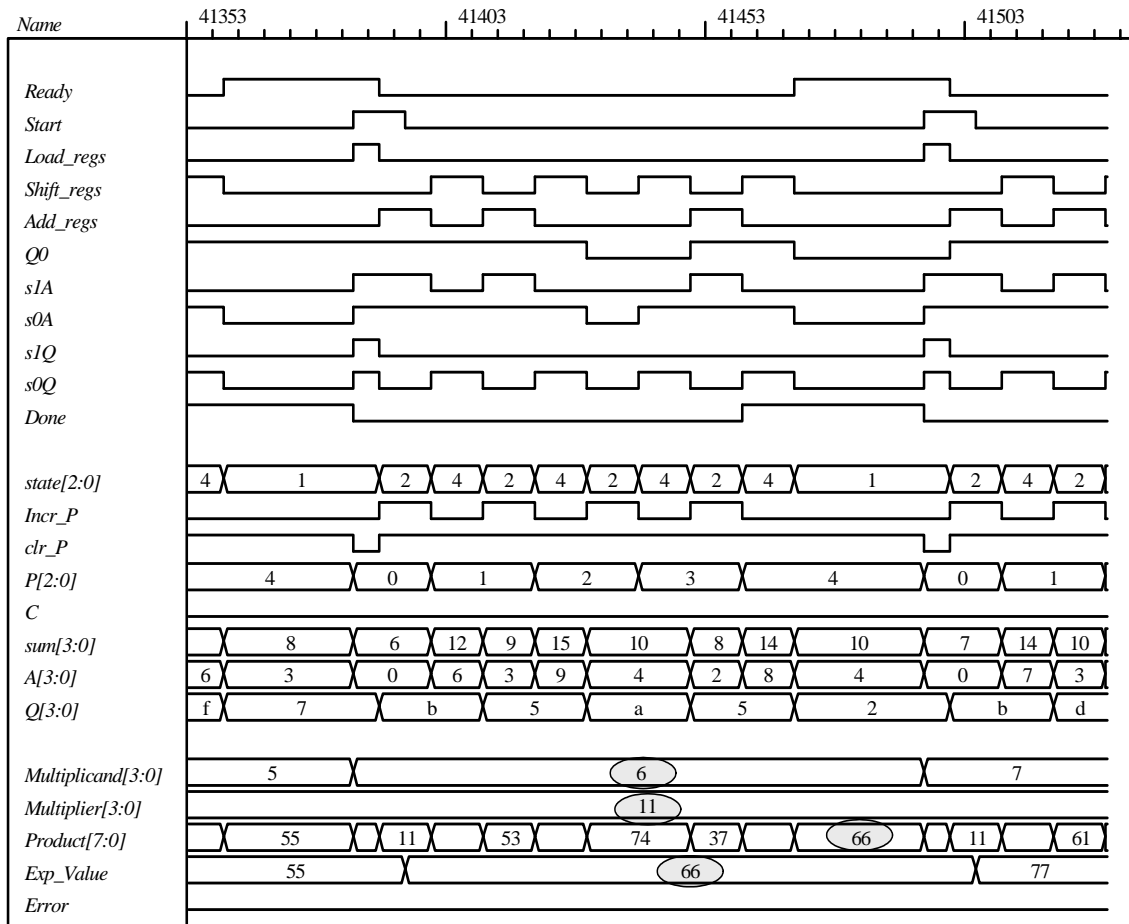 Name 41353 41403 41453 41503
Ready
Start
Load_regs
Shift_regs
Add_regs
Q0
s1A
s0A
s1Q
s0Q
Done
state[2:0] 4 1 2 4 2 4 2 4 2 4 1 2 4 2
Incr_P
clr_P
P[2:0] 4 0 1 2 3 4 0 1
C
sum[3:0] 8 6 12 9 15 10 8 14 10 7 14 10
A[3:0] 6 3 0 6 3 9 4 2 8 4 0 7 3
Q[3:0] f 7 b 5 a 5 2 b d
Multiplicand[3:0] 5 6 7
Multiplier[3:0] 11
Product[7:0] 55 11 53 74 37 66 11 61
Exp_Value 55 66 77
Error